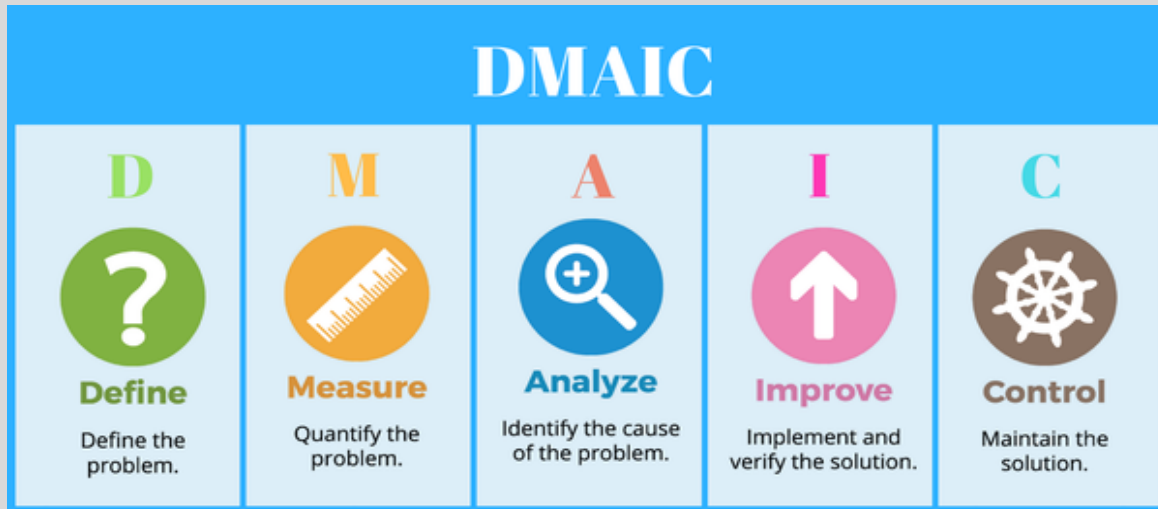 DMAIC
D
M
A
I
C
Define
Define the
problem.
Measure
Quantify the
problem.
Analyze
Identify the cause
of the problem.
Improve
Implement and
verify the solution.
Control
Maintain the
solution.